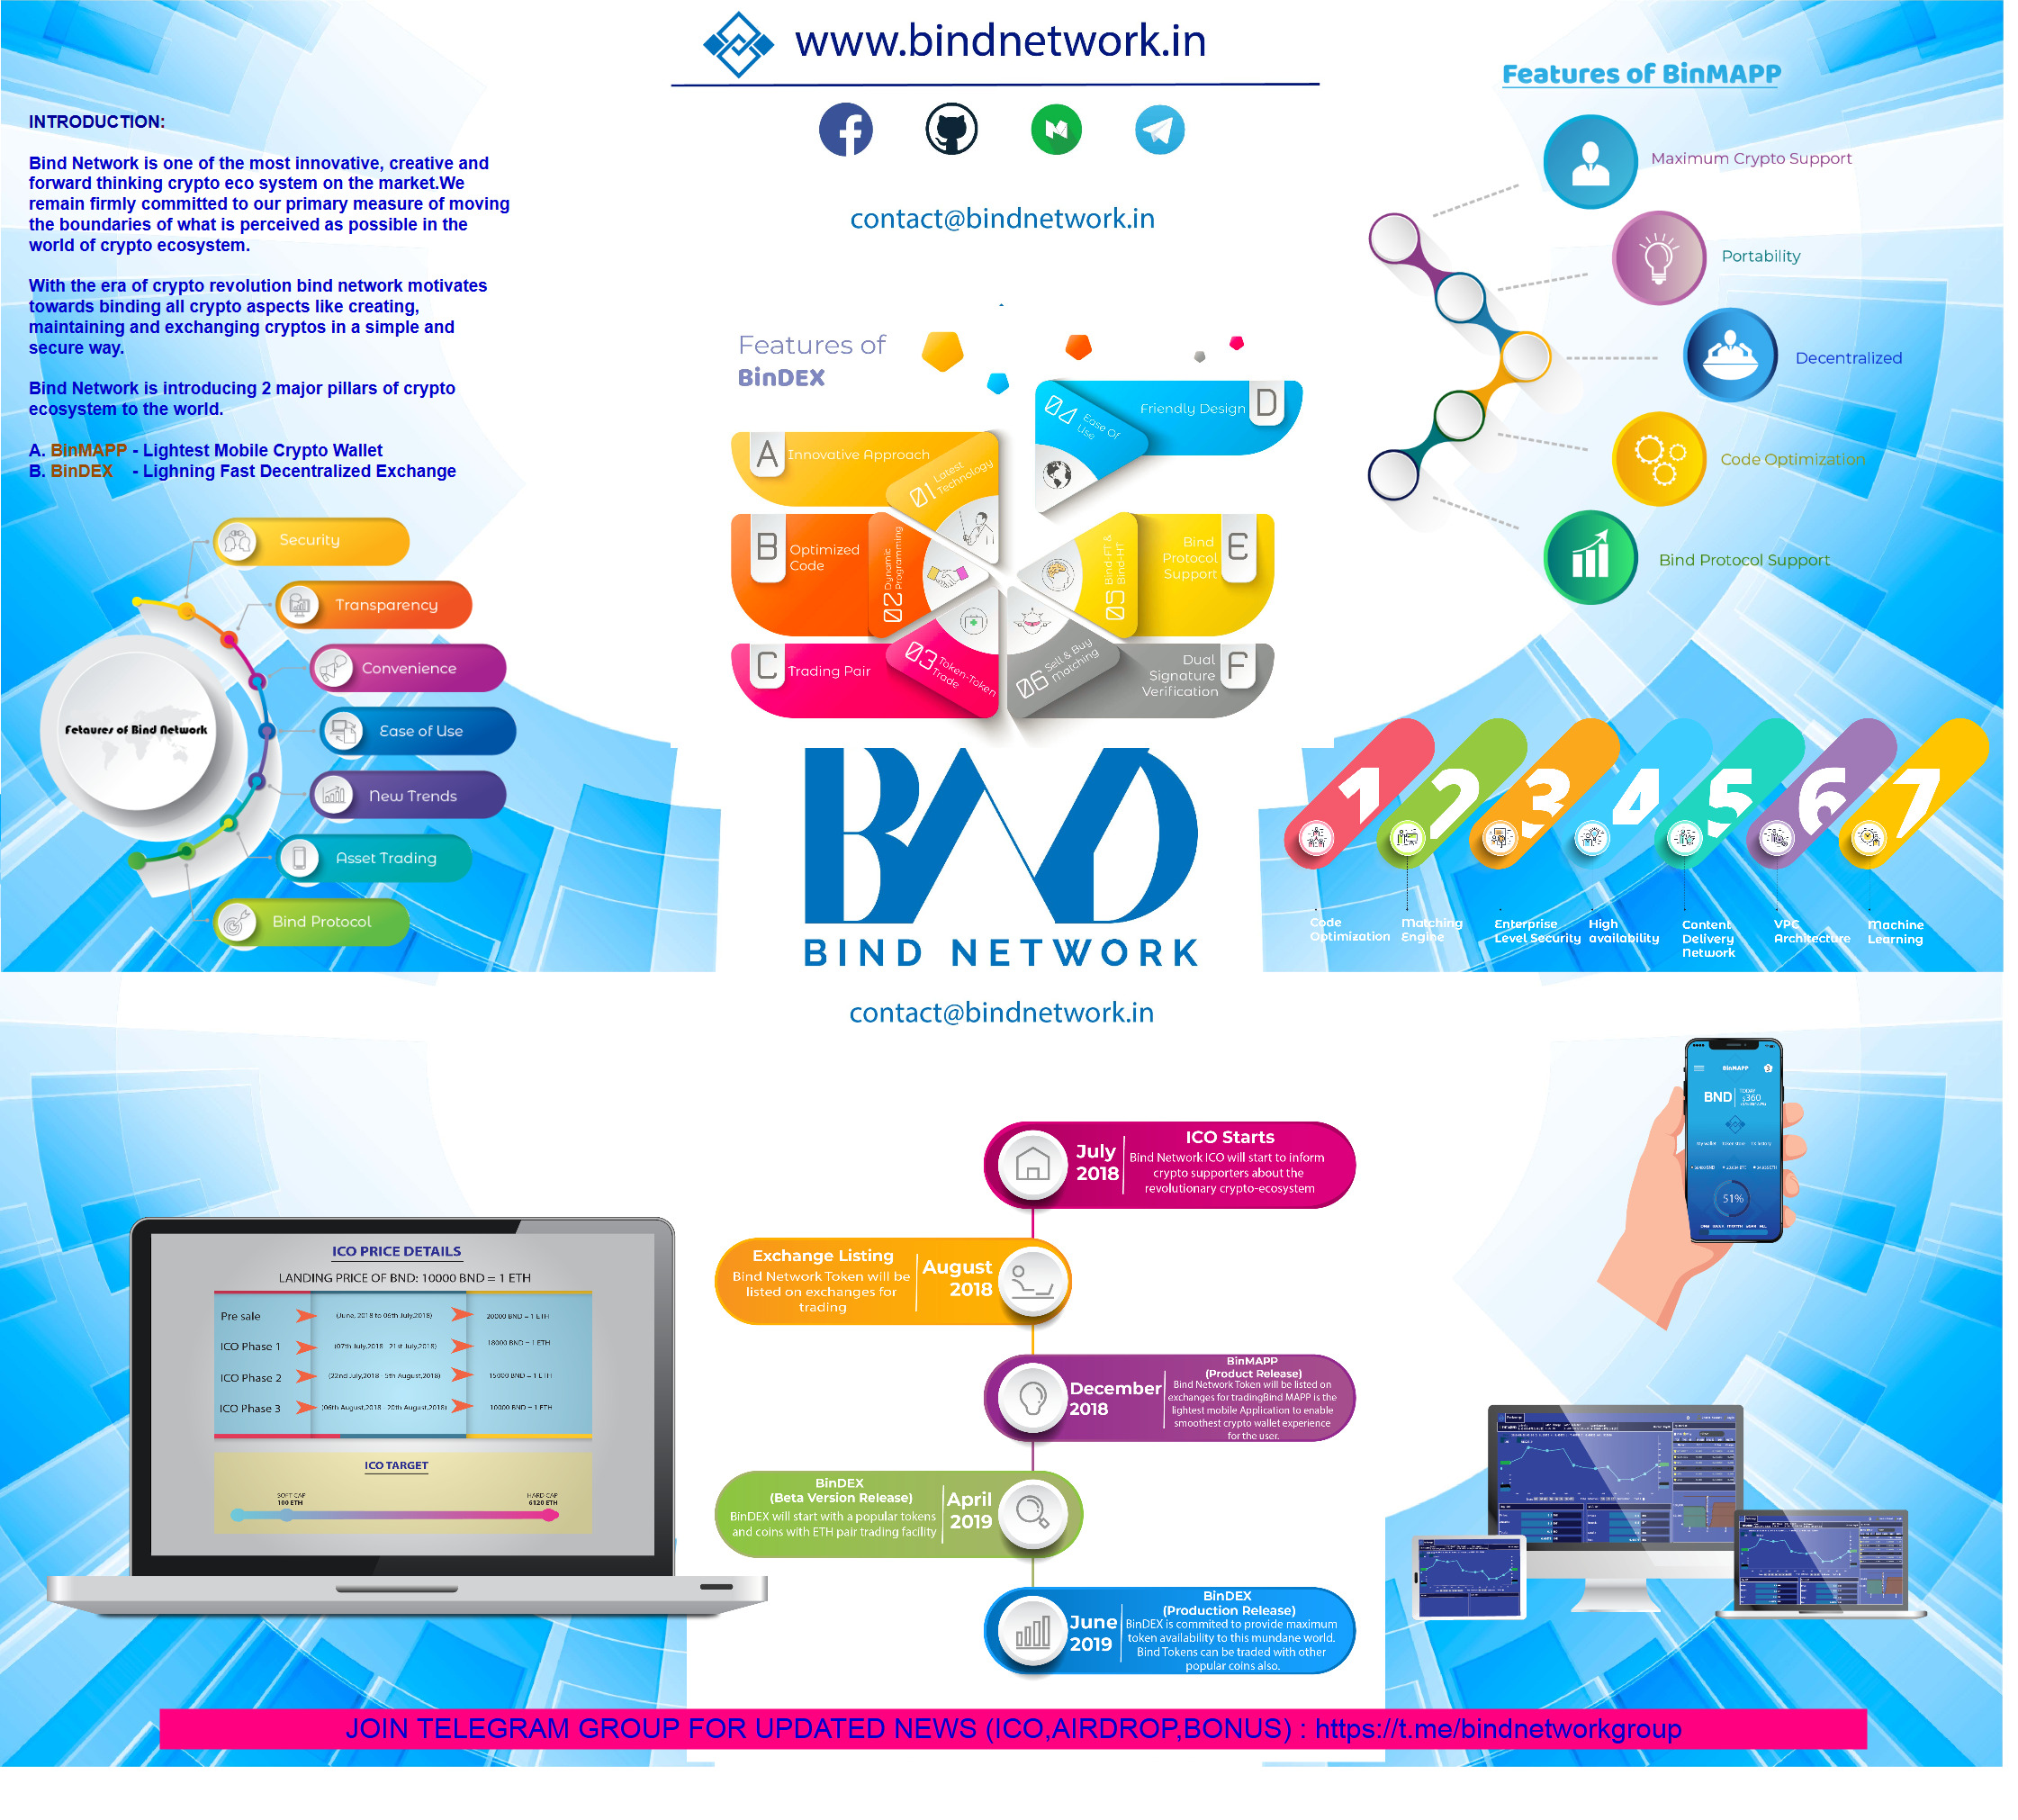 www.bindnetwork.in
contact@bindnetwork.in
INTRODUCTION:
Bind Network is one of the most innovative, creative and
forward thinking crypto eco system on the market.We
remain firmly committed to our primary measure of moving
the boundaries of what is perceived as possible in the
world of crypto ecosystem.
With the era of crypto revolution bind network motivates
towards binding all crypto aspects like creating,
maintaining and exchanging cryptos in a simple and
secure way.
Bind Network is introducing 2 major pillars of crypto
ecosystem to the world.
A. BinMAPP - Lightest Mobile Crypto Wallet
B. BinDEX - Lighning Fast Decentralized Exchange
Fetaures of Bind Network
Security
Transparency
Convenience
Ease of Use
New Trends
Asset Trading
Bind Protocol
Features of
BinDEX
A
Innovative Approach
01 Latest
Technology
B
Optimized
Code
02 Dynamic
Programming
C
Trading Pair
03 Token-Token
Trade
D
Friendly Design
04 Ease Of
Use
E
Bind
Protocol
Support
05 Bind-FT &
Bind-HT
F
Dual
Signature
Verification
06 Sell & Buy
Matching
Features of BinMAPP
Maximum Crypto Support
Portability
Decentralized
Code Optimization
Bind Protocol Support
1
2
3
4
5
6
7
Code
Optimization
Matching
Engine
Enterprise
Level Security
High
availability
Content
Delivery
Network
VPC
Architecture
Machine
Learning
BND
BIND NETWORK
contact@bindnetwork.in
ICO PRICE DETAILS
LANDING PRICE OF BND: 10000 BND = 1 ETH
Pre sale
(June, 2018 to 06th July,2018)
20000 BND = 1 ETH
ICO Phase 1
(07th July,2018 - 21st July,2018)
18000 BND = 1 ETH
ICO Phase 2
(22nd July,2018 - 5th August,2018)
15000 BND = 1 ETH
ICO Phase 3
(06th August,2018 - 20th August,2018)
10000 BND = 1 ETH
ICO TARGET
SOFT CAP
100 ETH
HARD CAP
6120 ETH
July
2018
ICO Starts
Bind Network ICO will start to inform
crypto supporters about the
revolutionary crypto-ecosystem
Exchange Listing
Bind Network Token will be
listed on exchanges for
trading
August
2018
December
2018
BinMAPP
(Product Release)
Bind Network Token will be listed on
exchanges for tradingBind MAPP is the
lightest mobile Application to enable
smoothest crypto wallet experience
for the user.
BinDEX
(Beta Version Release)
BinDEX will start with a popular tokens
and coins with ETH pair trading facility
April
2019
June
2019
BinDEX
(Production Release)
BinDEX is commited to provide maximum
token availability to this mundane world.
Bind Tokens can be traded with other
popular coins also.
BinMAPP
BND
TODAY
$360
51%
JOIN TELEGRAM GROUP FOR UPDATED NEWS (ICO,AIRDROP,BONUS) : https://t.me/bindnetworkgroup